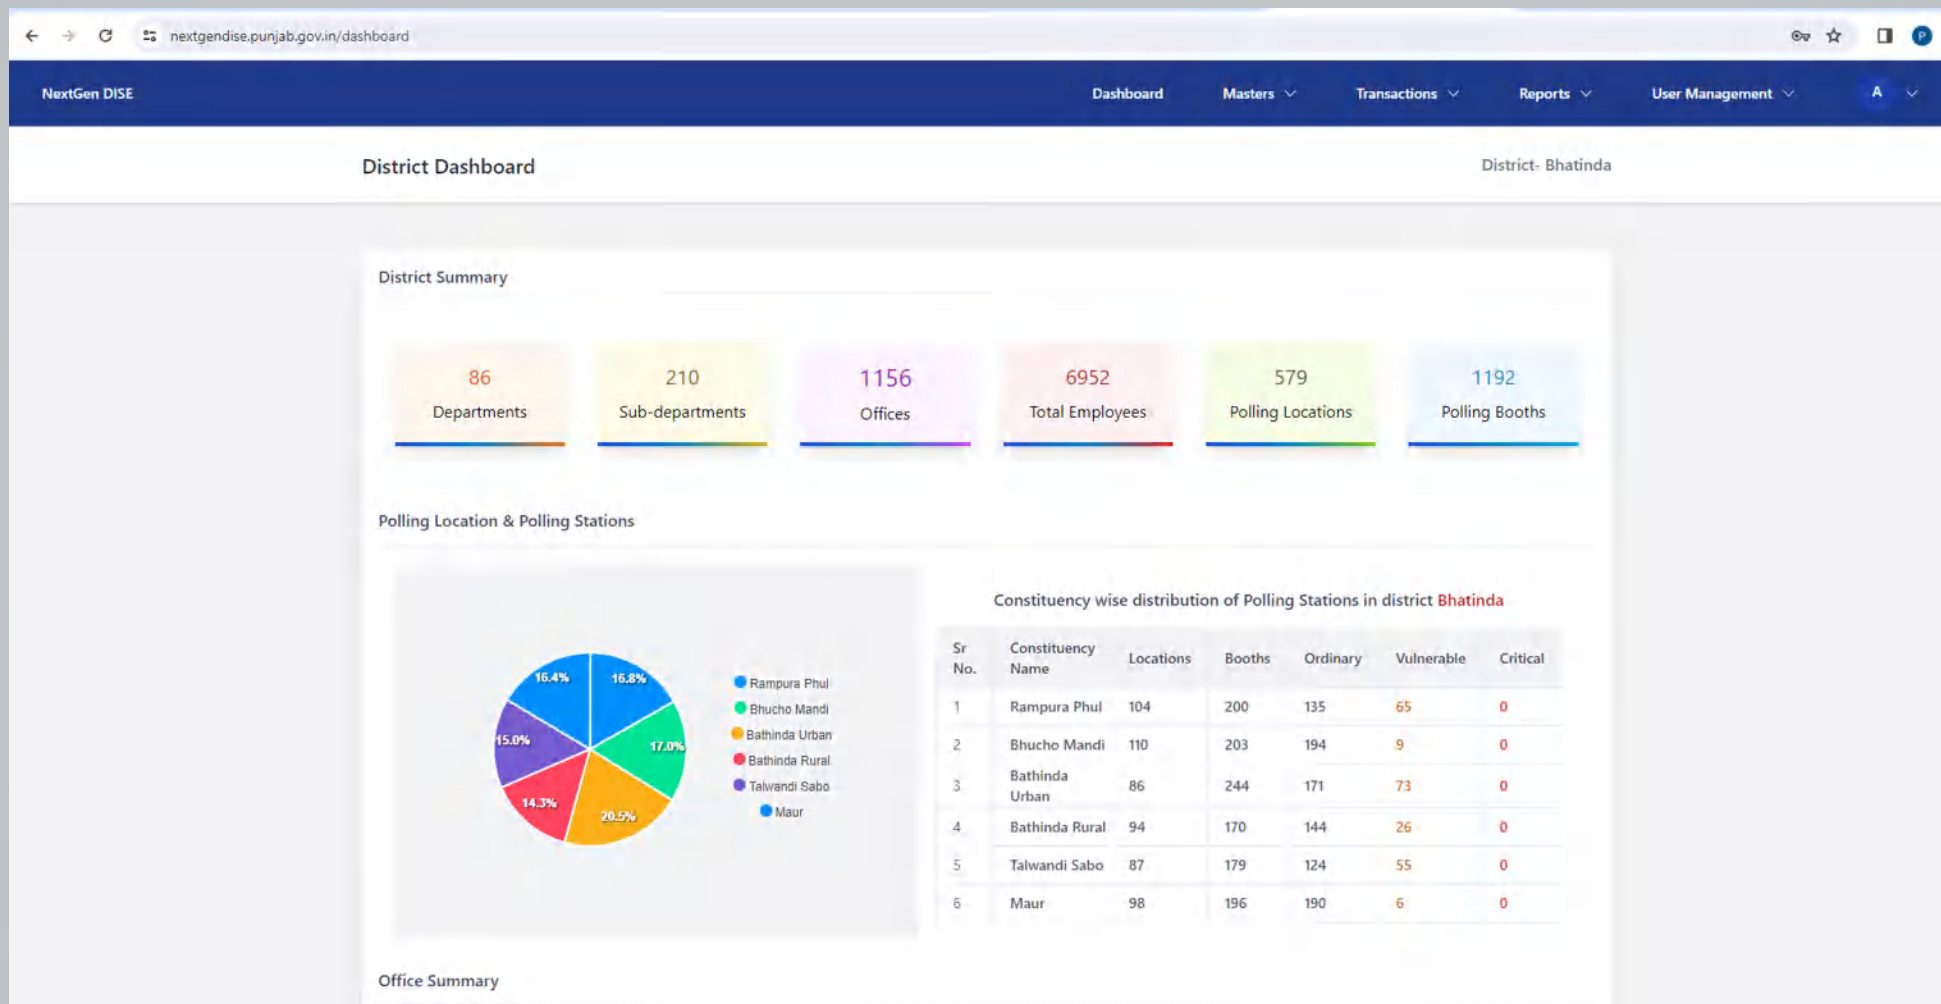 nextgendise.punjab.gov.in/dashboard
P
NextGen DISE
Dashboard
Masters
Transactions
Reports
User Management
A
District Dashboard
District- Bhatinda
District Summary
86
Departments
210
Sub-departments
1156
Offices
6952
Total Employees
579
Polling Locations
1192
Polling Booths
Polling Location & Polling Stations
16.4%
16.8%
15.0%
17.0%
14.3%
20.5%
Rampura Phul
Bhucho Mandi
Bathinda Urban
Bathinda Rural
Talwandi Sabo
Maur
Constituency wise distribution of Polling Stations in district Bhatinda
Sr No. Constituency Name Locations Booths Ordinary Vulnerable Critical
1 Rampura Phul 104 200 135 65 0
2 Bhucho Mandi 110 203 194 9 0
3 Bathinda Urban 86 244 171 73 0
4 Bathinda Rural 94 170 144 26 0
5 Talwandi Sabo 87 179 124 55 0
6 Maur 98 196 190 6 0
Office Summary